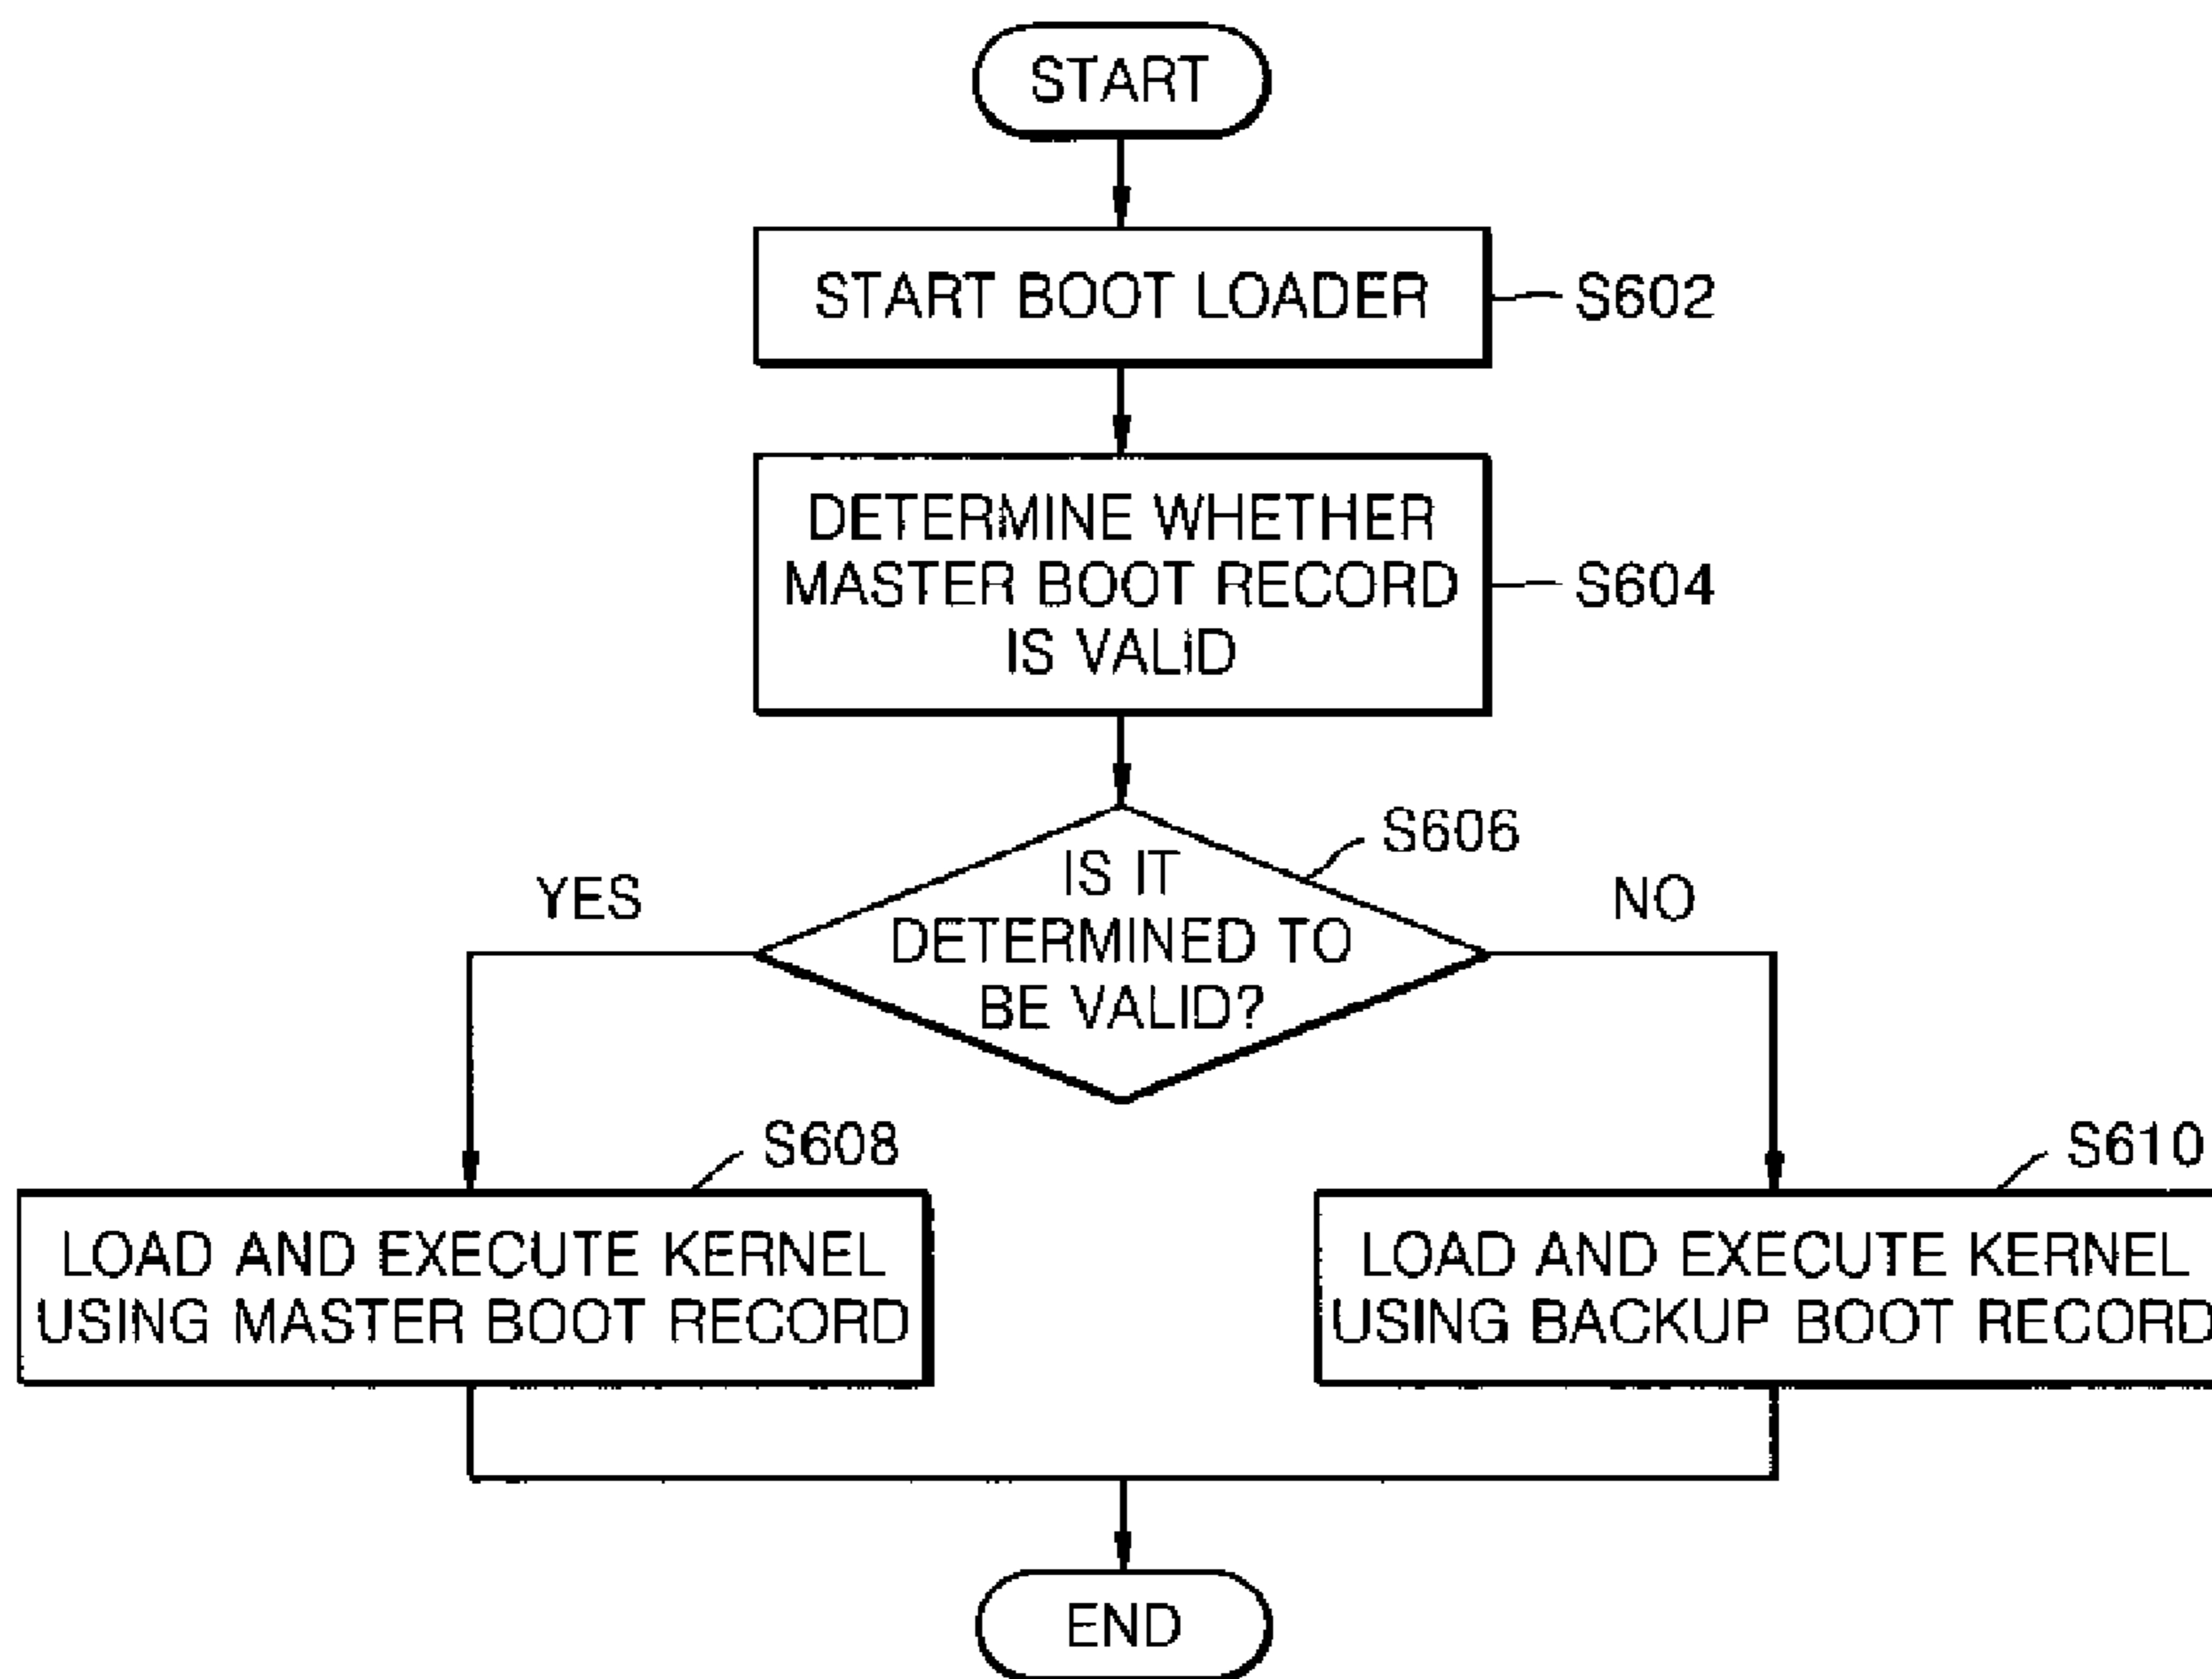 START
START BOOT LOADER
S602
DETERMINE WHETHER
MASTER BOOT RECORD
IS VALID
S604
S606
IS IT
DETERMINED TO
BE VALID?
YES
NO
S608
LOAD AND EXECUTE KERNEL
USING MASTER BOOT RECORD
S610
LOAD AND EXECUTE KERNEL
USING BACKUP BOOT RECORD
END